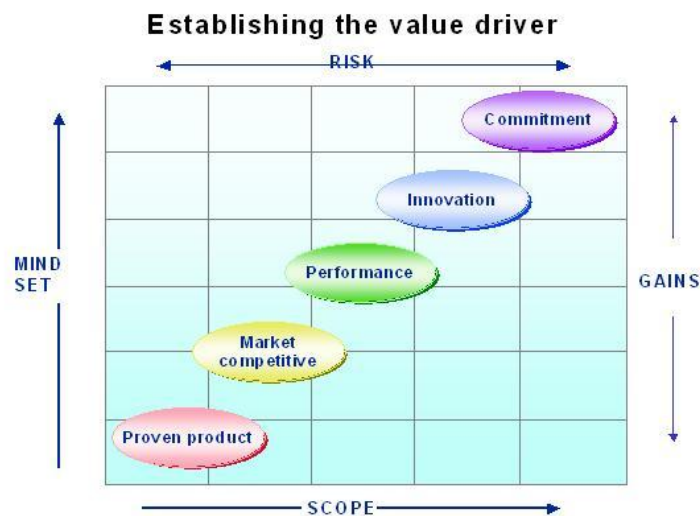 Establishing the value driver
RISK
Commitment
Innovation
MIND
SET
Performance
GAINS
Market
competitive
Proven product
SCOPE